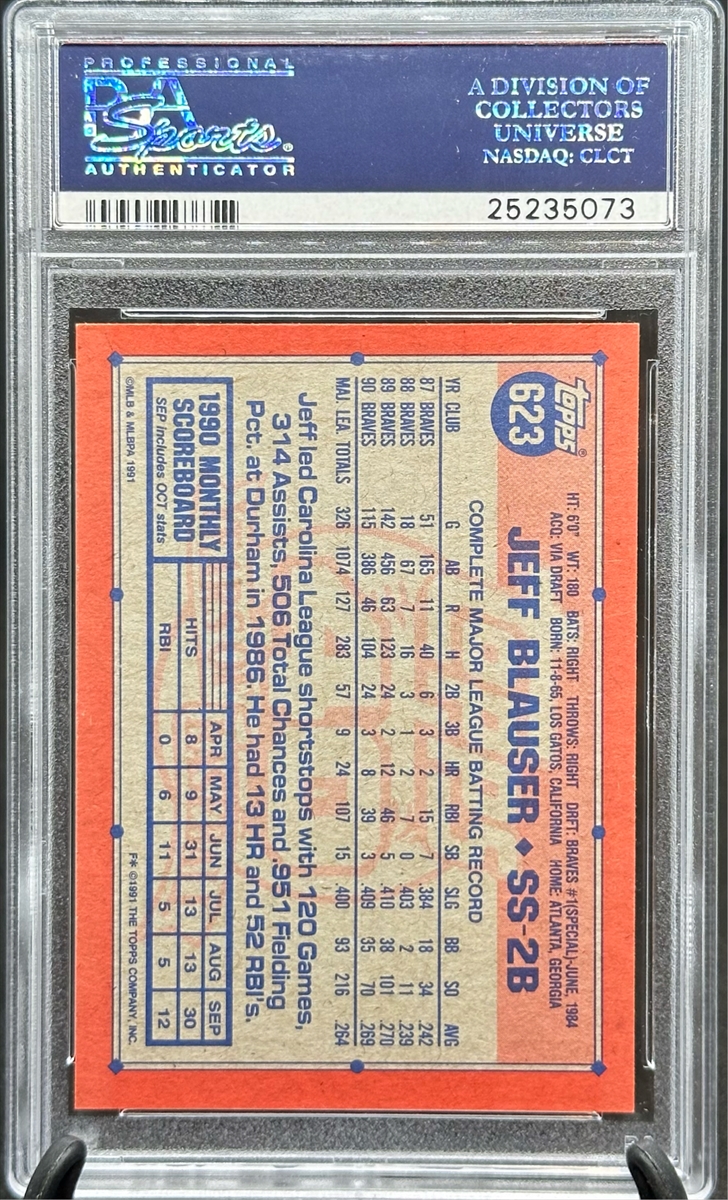 PROFESSIONAL
PSA
Sports®
AUTHENTICATOR
A DIVISION OF
COLLECTORS
UNIVERSE
NASDAQ: CLCT
25235073
Topps®
623
HT: 6'0" WT: 180 BATS: RIGHT THROWS: RIGHT DRFT: BRAVES #1(SPECIAL)-JUNE, 1984
ACQ: VIA DRAFT BORN: 11-8-65, LOS GATOS, CALIFORNIA HOME: ATLANTA, GEORGIA
JEFF BLAUSER ♦ SS-2B
COMPLETE MAJOR LEAGUE BATTING RECORD
YR CLUB G AB R H 2B 3B HR RBI SB SLG BB SO AVG
87 BRAVES 51 165 11 40 6 3 2 15 7 .384 18 34 .242
88 BRAVES 18 67 7 16 3 1 2 7 0 .403 2 11 .239
89 BRAVES 142 456 63 123 24 2 12 46 5 .410 38 101 .270
90 BRAVES 115 386 46 104 24 3 8 39 3 .409 35 70 .269
MAJ. LEA. TOTALS 326 1074 127 283 57 9 24 107 15 .400 93 216 .264
Jeff led Carolina League shortstops with 120 Games,
314 Assists, 506 Total Chances and .951 Fielding
Pct. at Durham in 1986. He had 13 HR and 52 RBI's.
1990 MONTHLY
SCOREBOARD
SEP includes OCT stats
APR MAY JUN JUL AUG SEP
HITS 8 9 31 13 13 30
RBI 0 6 11 5 5 12
©MLB & MLBPA 1991
F* ©1991 THE TOPPS COMPANY, INC.